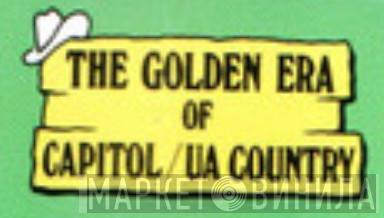 THE GOLDEN ERA
OF
CAPITOL/UA COUNTRY
МАРКЕТ ВИНИЛА